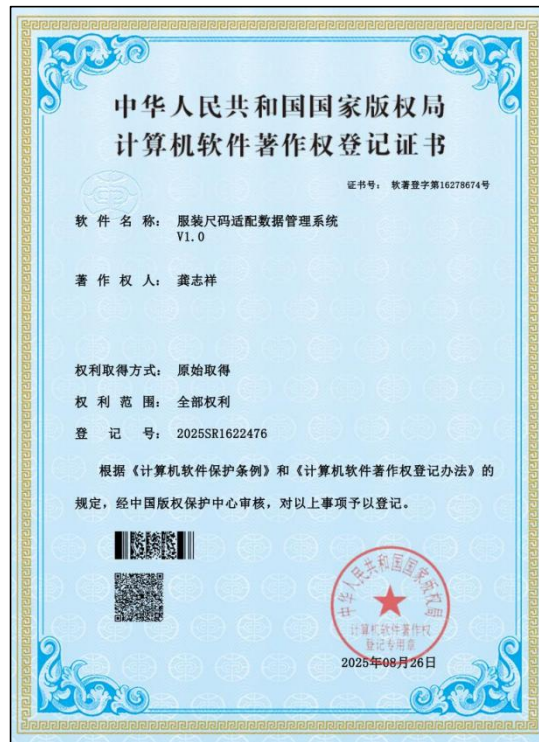 中华人民共和国国家版权局
计算机软件著作权登记证书
证书号: 软著登字第16278674号
软件名称: 服装尺码适配数据管理系统
V1.0
著作权人: 龚志祥
权利取得方式: 原始取得
权利范围: 全部权利
登记号: 2025SR1622476
根据《计算机软件保护条例》和《计算机软件著作权登记办法》的
规定,经中国版权保护中心审核,对以上事项予以登记。
中华人民共和国国家版权局
计算机软件著作权
登记专用章
2025年08月26日